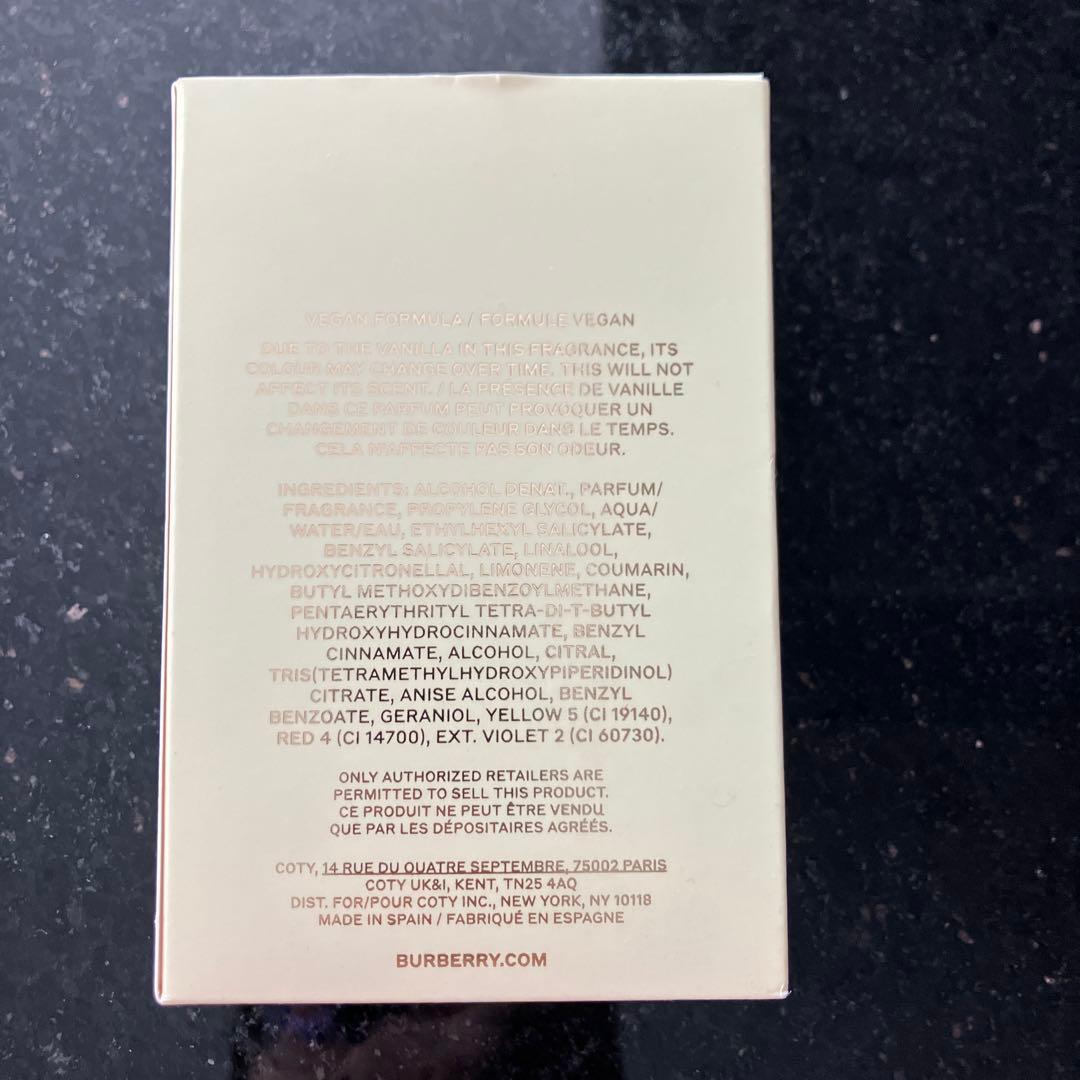 VEGAN FORMULA / FORMULE VEGAN
DUE TO THE VANILLA IN THIS FRAGRANCE, ITS
COLOUR MAY CHANGE OVER TIME. THIS WILL NOT
AFFECT ITS SCENT. / LA PRÉSENCE DE VANILLE
DANS CE PARFUM PEUT PROVOQUER UN
CHANGEMENT DE COULEUR DANS LE TEMPS.
CELA N'AFFECTE PAS SON ODEUR.
INGREDIENTS: ALCOHOL DENAT., PARFUM/
FRAGRANCE, PROPYLENE GLYCOL, AQUA/
WATER/EAU, ETHYLHEXYL SALICYLATE,
BENZYL SALICYLATE, LINALOOL,
HYDROXYCITRONELLAL, LIMONENE, COUMARIN,
BUTYL METHOXYDIBENZOYLMETHANE,
PENTAERYTHRITYL TETRA-DI-T-BUTYL
HYDROXYHYDROCINNAMATE, BENZYL
CINNAMATE, ALCOHOL, CITRAL,
TRIS(TETRAMETHYLHYDROXYPIPERIDINOL)
CITRATE, ANISE ALCOHOL, BENZYL
BENZOATE, GERANIOL, YELLOW 5 (CI 19140),
RED 4 (CI 14700), EXT. VIOLET 2 (CI 60730).
ONLY AUTHORIZED RETAILERS ARE
PERMITTED TO SELL THIS PRODUCT.
CE PRODUIT NE PEUT ÊTRE VENDU
QUE PAR LES DÉPOSITAIRES AGRÉÉS.
COTY, 14 RUE DU QUATRE SEPTEMBRE, 75002 PARIS
COTY UK&I, KENT, TN25 4AQ
DIST. FOR/POUR COTY INC., NEW YORK, NY 10118
MADE IN SPAIN / FABRIQUÉ EN ESPAGNE
BURBERRY.COM